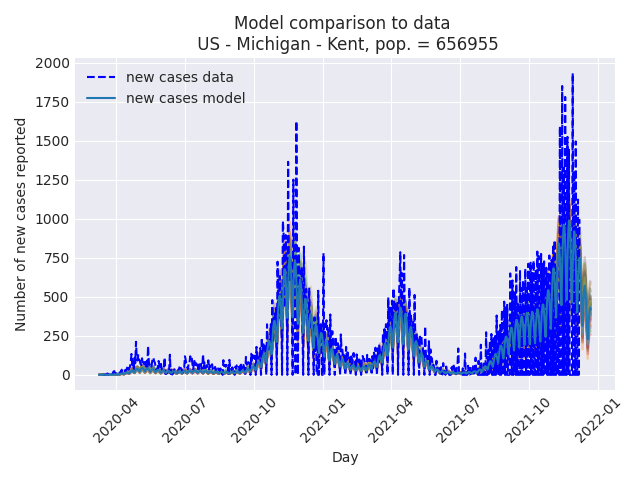 Model comparison to data
US - Michigan - Kent, pop. = 656955
new cases data
new cases model
Number of new cases reported
2000
1750
1500
1250
1000
750
500
250
0
2020-04
2020-07
2020-10
2021-01
2021-04
2021-07
2021-10
2022-01
Day